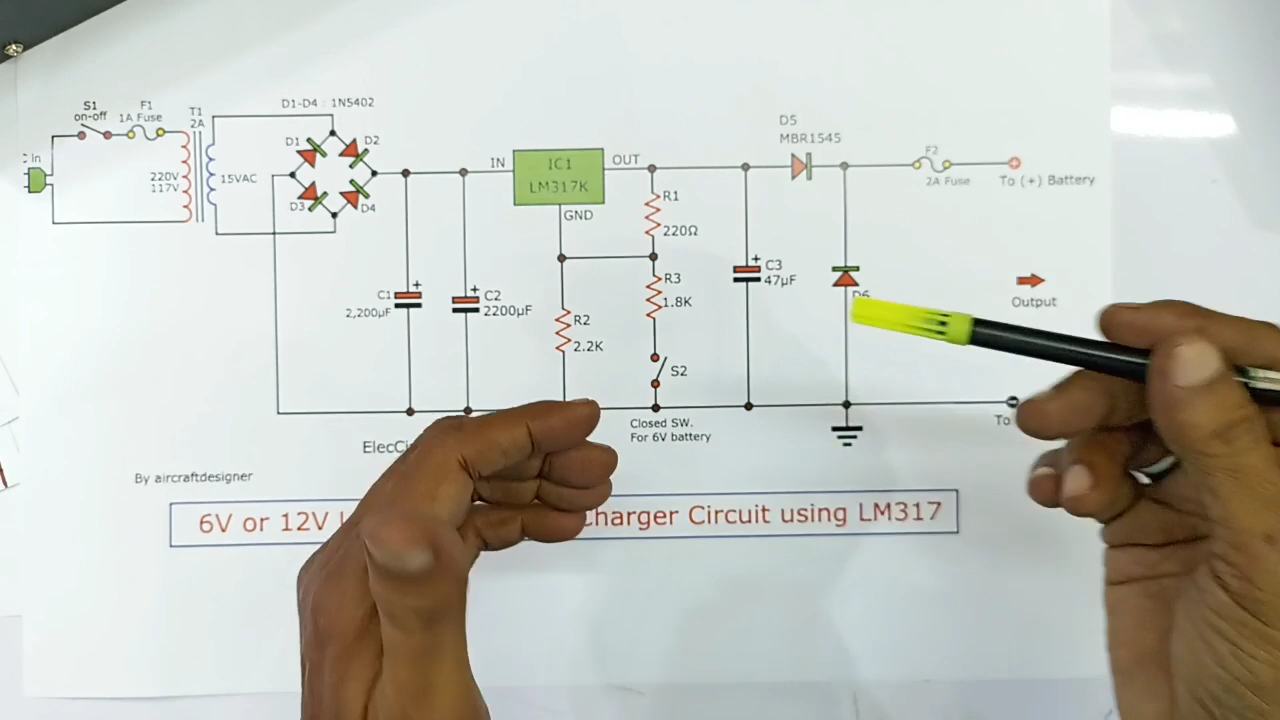 S1
on-off
F1
1A Fuse
T1
2A
D1-D4 : 1N5402
D1
D2
D3
D4
In
220V
117V
15VAC
IN
IC1
LM317K
OUT
GND
R1
220Ω
R3
1.8K
R2
2.2K
S2
C1
2,200µF
C2
2200µF
C3
47µF
D5
MBR1545
D6
F2
2A Fuse
To (+) Battery
Output
To
Closed SW.
For 6V battery
By aircraftdesigner
6V or 12V
Charger Circuit using LM317